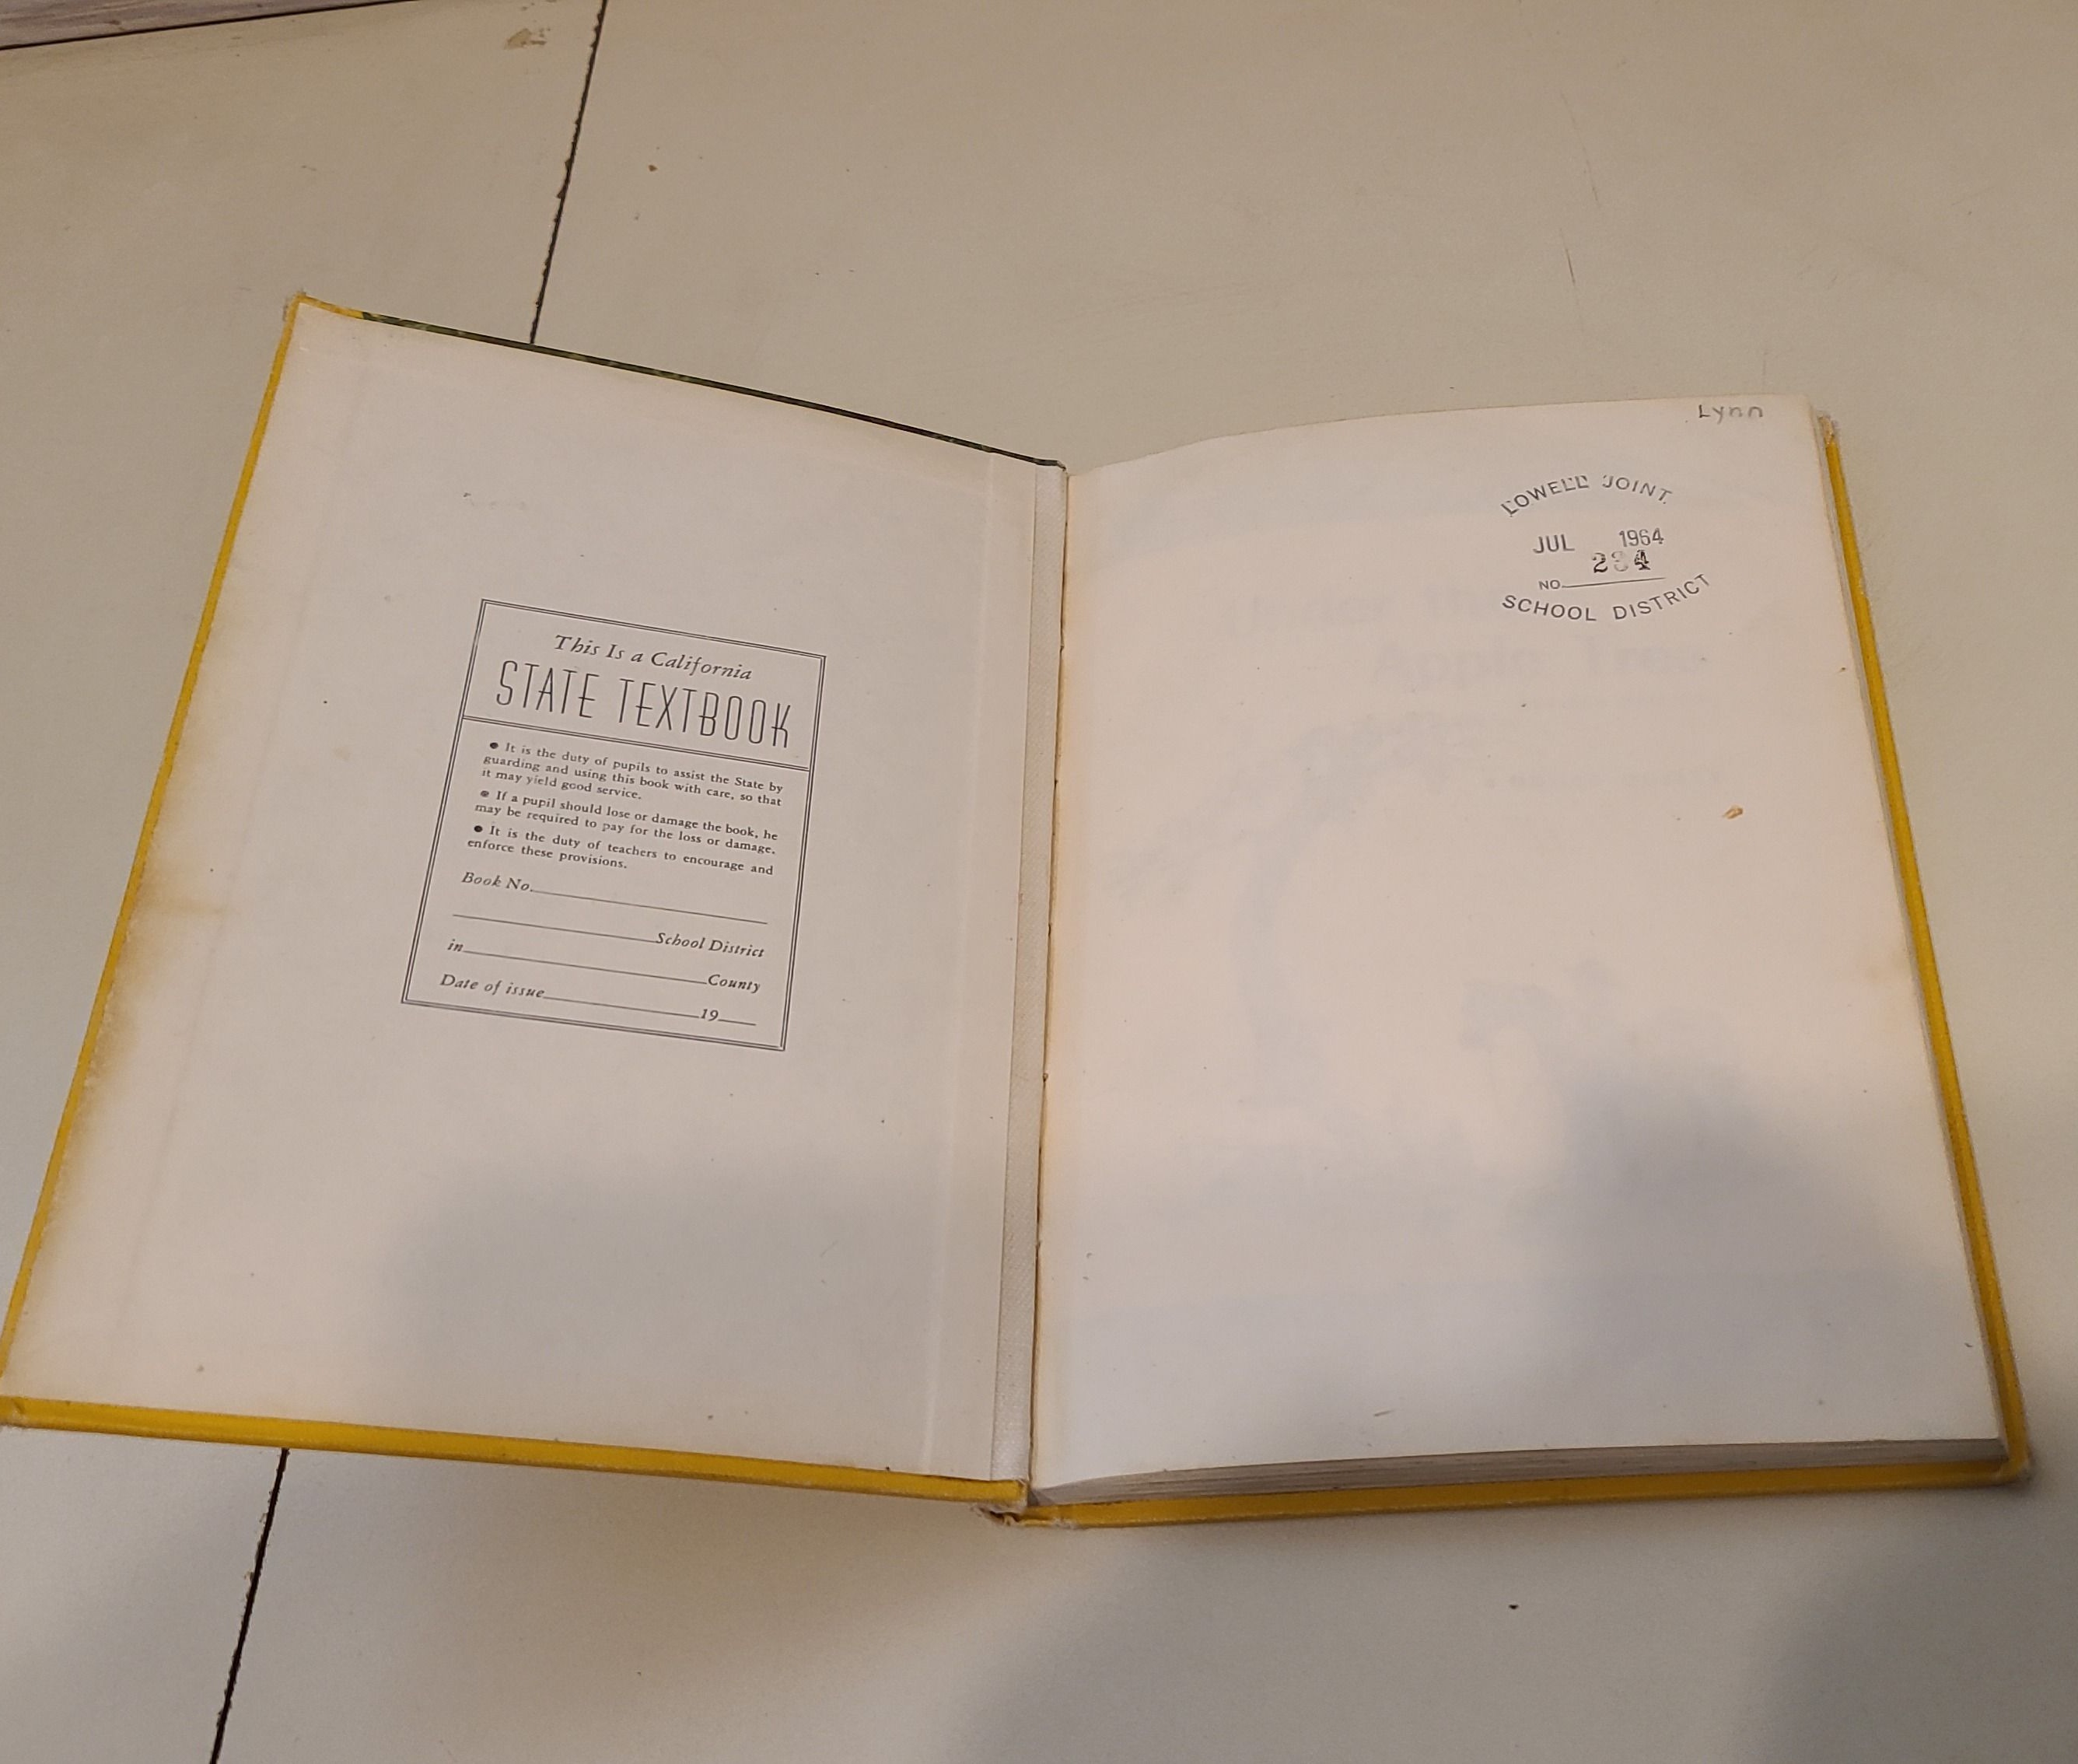 This Is a California
STATE TEXTBOOK
● It is the duty of pupils to assist the State by
guarding and using this book with care, so that
it may yield good service.
● If a pupil should lose or damage the book, he
may be required to pay for the loss or damage.
● It is the duty of teachers to encourage and
enforce these provisions.
Book No.
School District
in County
Date of issue 19
Lynn
LOWELL JOINT
JUL 1964
234
NO.
SCHOOL DISTRICT